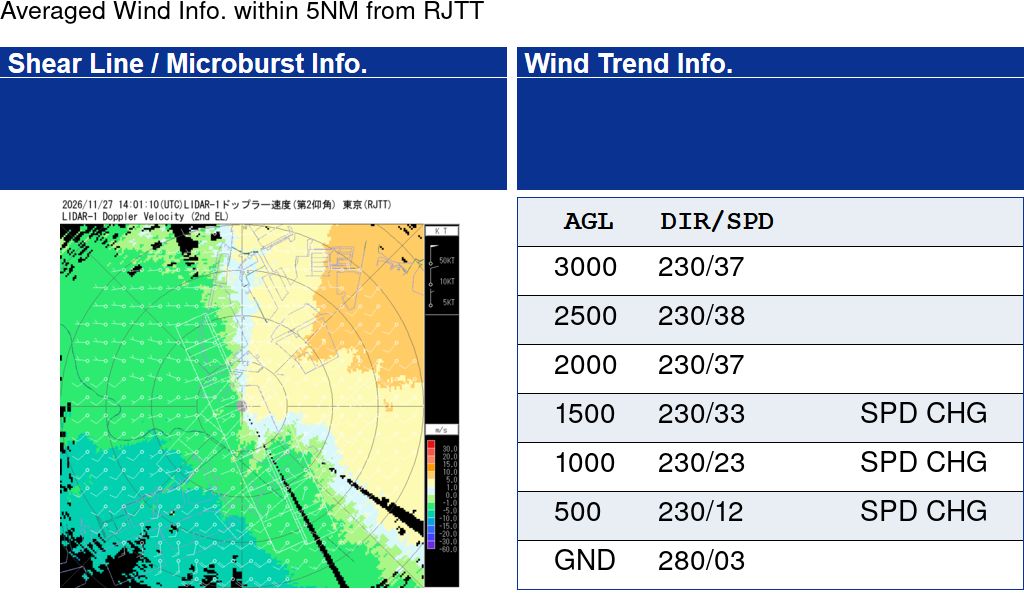 Averaged Wind Info. within 5NM from RJTT
Shear Line / Microburst Info.
Wind Trend Info.
2026/11/27 14:01:10(UTC)LIDAR-1ドップラー速度(第2仰角) 東京(RJTT)
LIDAR-1 Doppler Velocity (2nd EL)
K T
50KT
10KT
5KT
m/s
30.0
20.0
15.0
10.0
5.0
1.0
0.0
-1.0
-5.0
-10.0
-15.0
-20.0
-30.0
-60.0
AGL DIR/SPD
3000 230/37
2500 230/38
2000 230/37
1500 230/33 SPD CHG
1000 230/23 SPD CHG
500 230/12 SPD CHG
GND 280/03